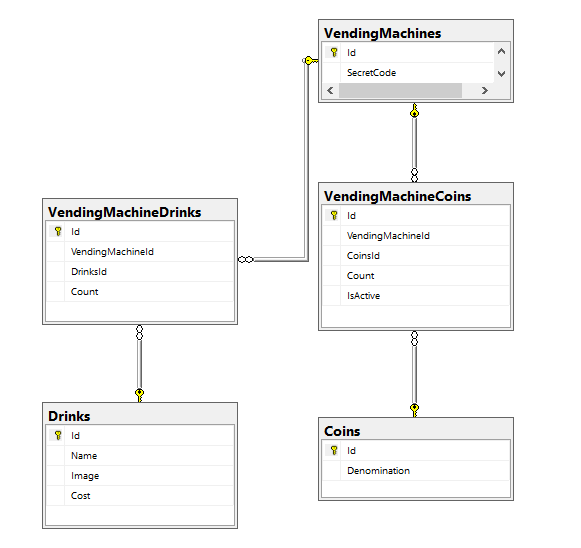 VendingMachines
Id
SecretCode
VendingMachineDrinks
Id
VendingMachineId
DrinksId
Count
VendingMachineCoins
Id
VendingMachineId
CoinsId
Count
IsActive
Drinks
Id
Name
Image
Cost
Coins
Id
Denomination